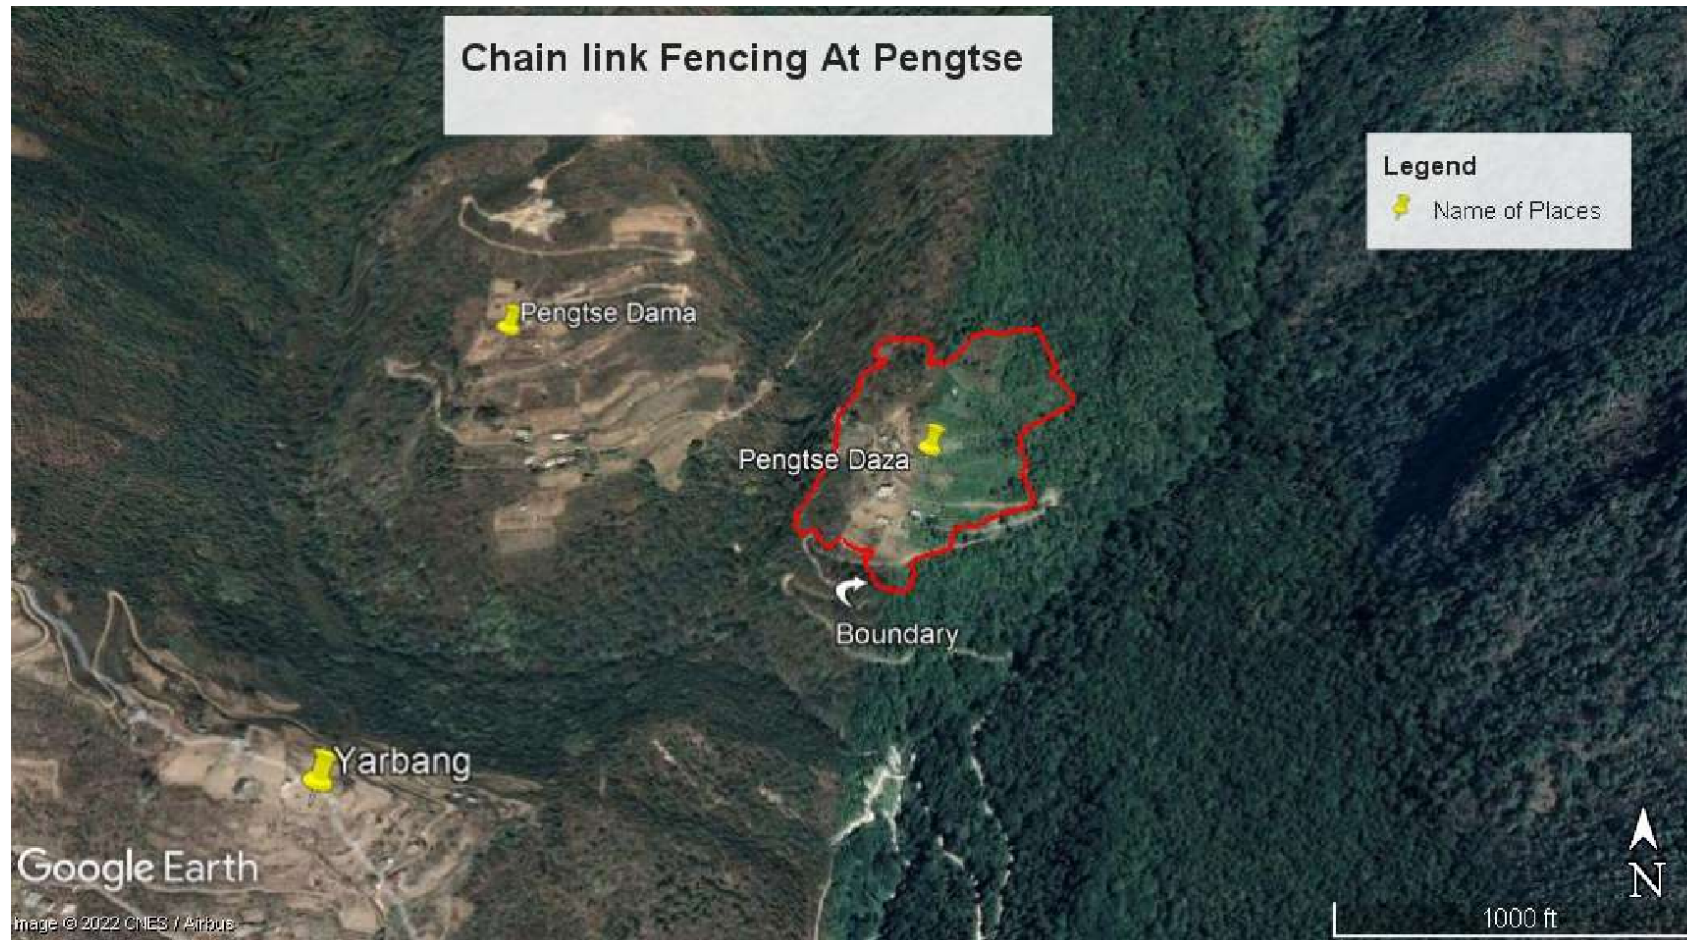 Chain link Fencing At Pengtse
Legend
Name of Places
Pengtse Dama
Pengtse Daza
Boundary
Yarbang
Google Earth
Image © 2022 CNES / Airbus
N
1000 ft